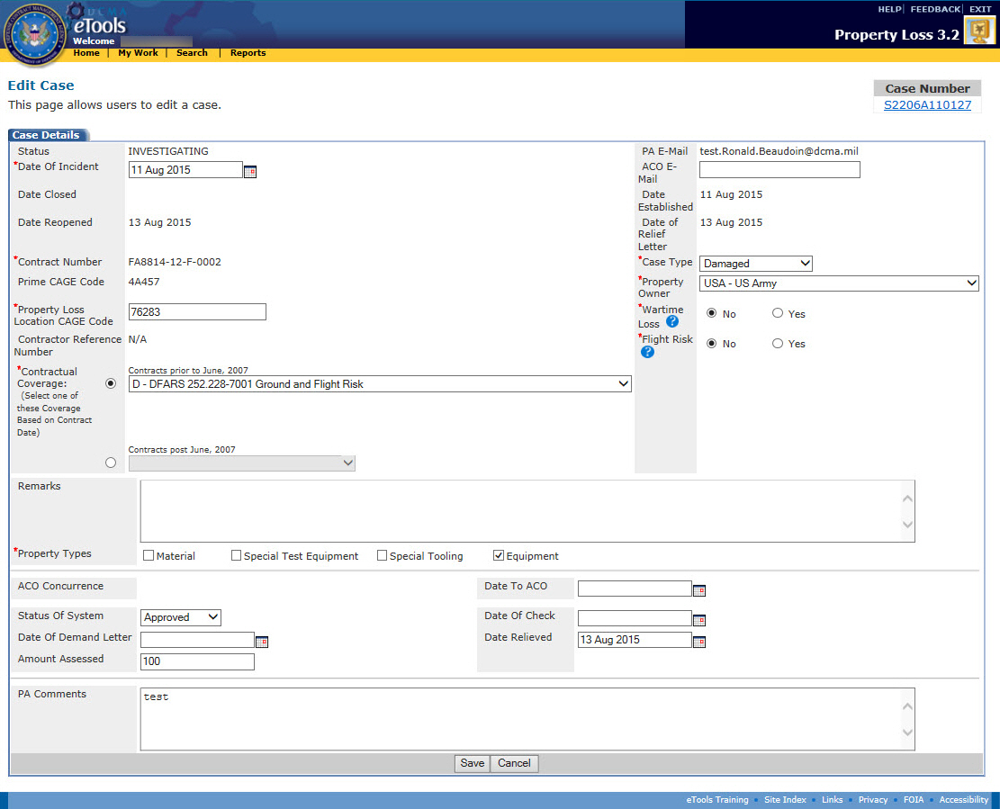 HELP | FEEDBACK | EXIT
DCMA
eTools
Welcome
Property Loss 3.2
Home | My Work | Search | Reports
Edit Case
This page allows users to edit a case.
Case Number
S2206A110127
Case Details
Status INVESTIGATING
PA E-Mail test.Ronald.Beaudoin@dcma.mil
*Date Of Incident 11 Aug 2015
ACO E-
Mail
Date Closed
Date
Established 11 Aug 2015
Date Reopened 13 Aug 2015
Date of
Relief
Letter 13 Aug 2015
*Contract Number FA8814-12-F-0002
*Case Type Damaged
Prime CAGE Code 4A457
*Property
Owner USA - US Army
*Property Loss
Location CAGE Code 76283
*Wartime
Loss ? No Yes
Contractor Reference
Number N/A
*Flight Risk
? No Yes
*Contractual
Coverage:
(Select one of
these Coverage
Based on Contract
Date)
Contracts prior to June, 2007
D - DFARS 252.228-7001 Ground and Flight Risk
Contracts post June, 2007
Remarks
*Property Types Material Special Test Equipment Special Tooling Equipment
ACO Concurrence Date To ACO
Status Of System Approved Date Of Check
Date Of Demand Letter Date Relieved 13 Aug 2015
Amount Assessed 100
PA Comments test
Save Cancel
eTools Training • Site Index • Links • Privacy • FOIA • Accessibility